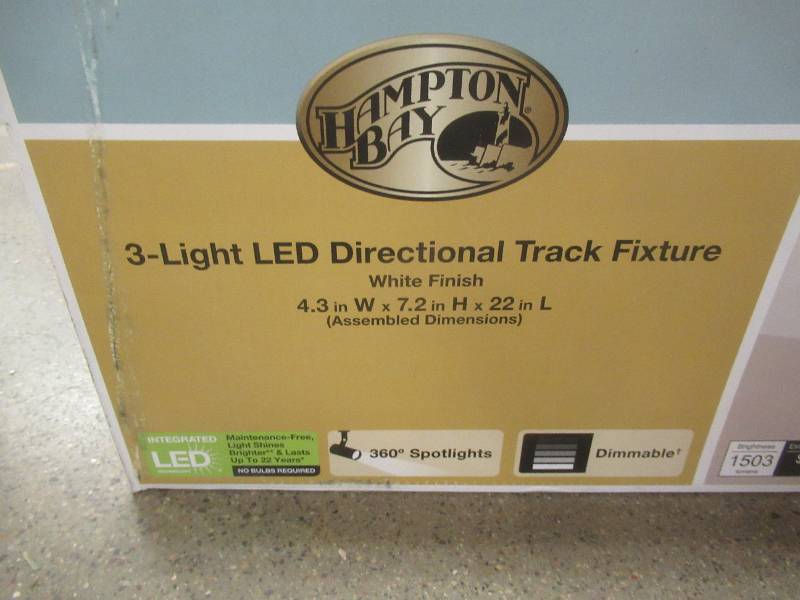 HAMPTON
BAY®
3-Light LED Directional Track Fixture
White Finish
4.3 in W x 7.2 in H x 22 in L
(Assembled Dimensions)
INTEGRATED
LED
Maintenance-Free,
Light Shines
Brighter** & Lasts
Up To 22 Years*
NO BULBS REQUIRED
360º Spotlights
Dimmable†
Brightness
1503
lumens